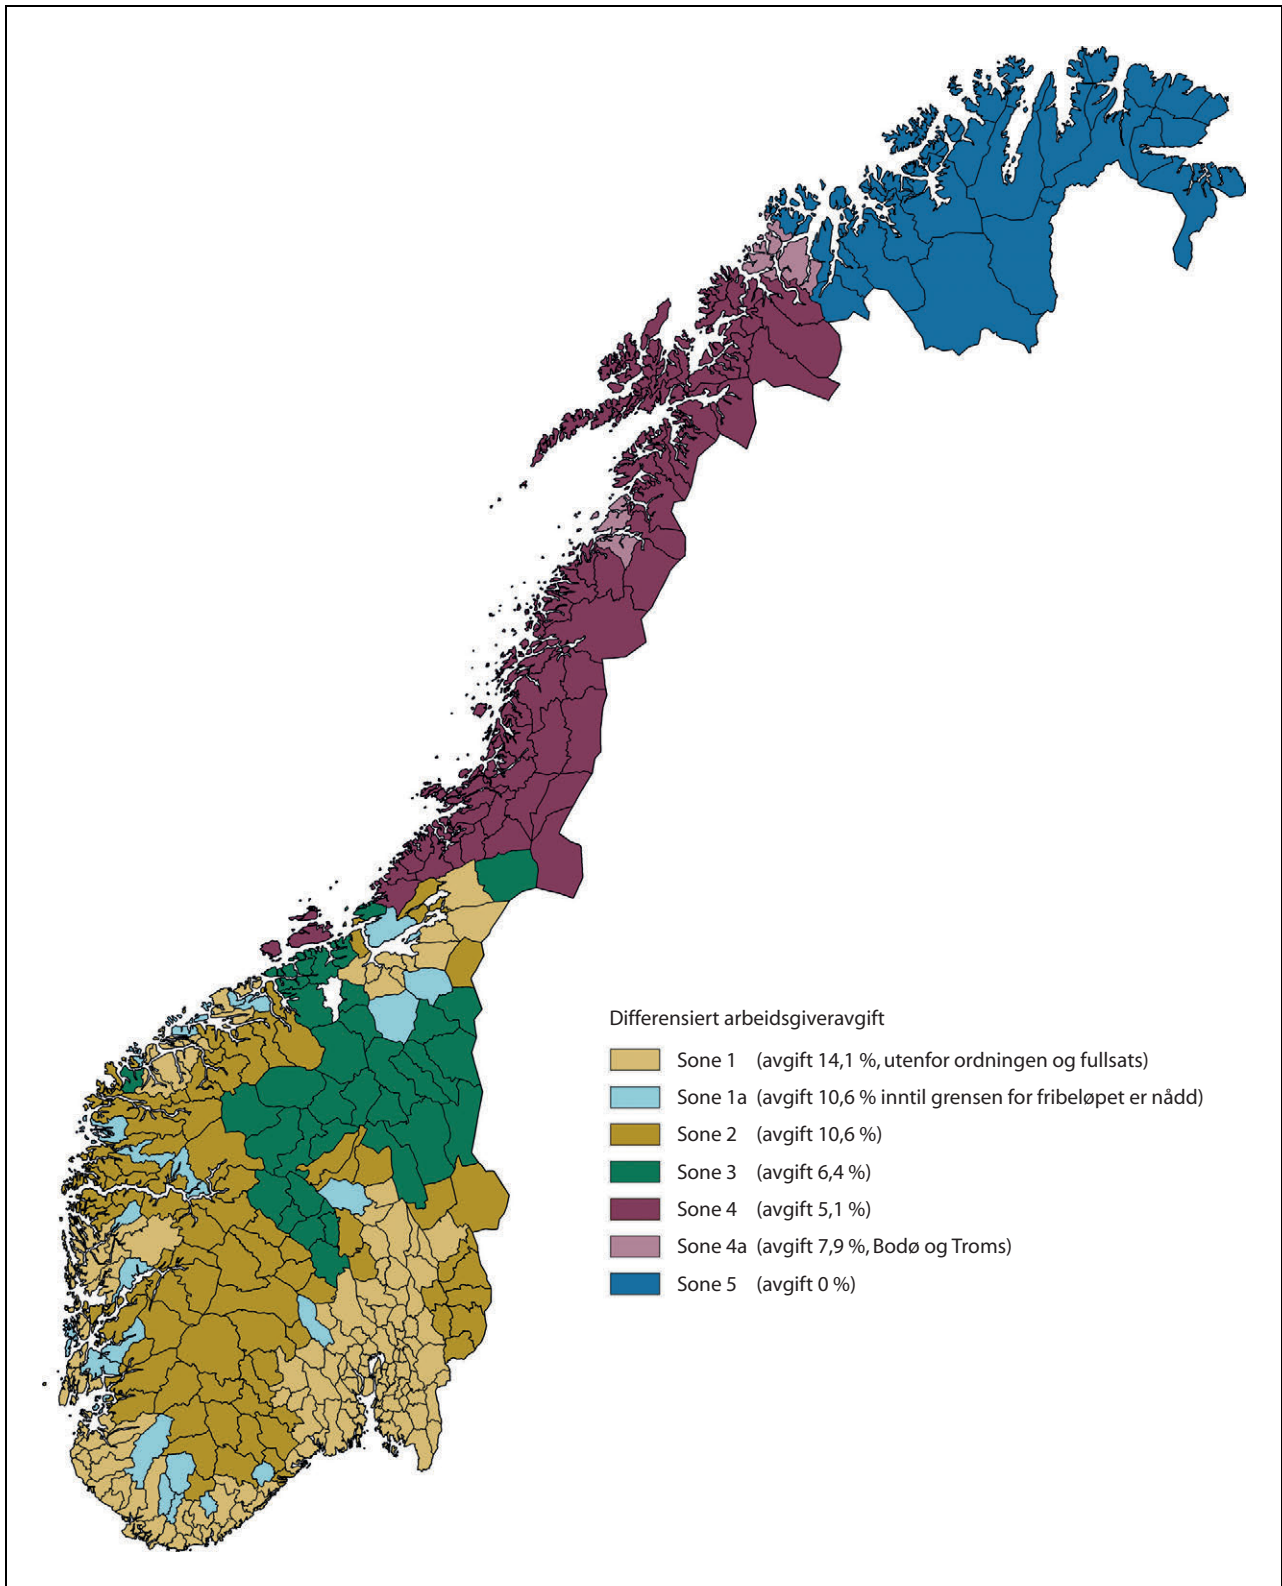 Differensiert arbeidsgiveravgift
Sone 1 (avgift 14,1 %, utenfor ordningen og fullsats)
Sone 1a (avgift 10,6 % inntil grensen for fribeløpet er nådd)
Sone 2 (avgift 10,6 %)
Sone 3 (avgift 6,4 %)
Sone 4 (avgift 5,1 %)
Sone 4a (avgift 7,9 %, Bodø og Troms)
Sone 5 (avgift 0 %)